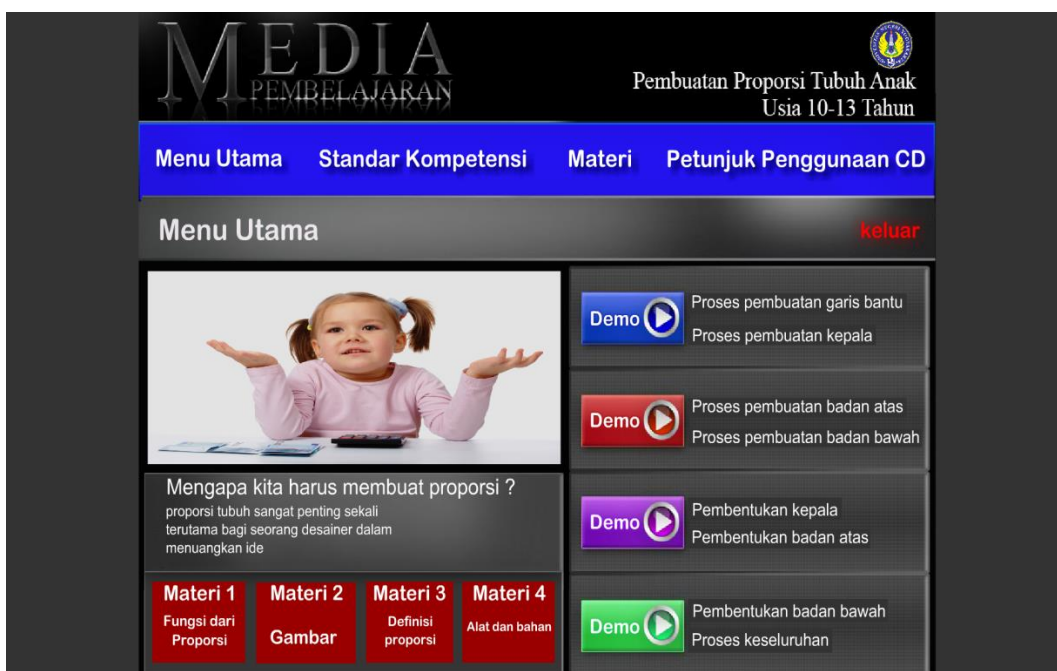 MEDIA
PEMBELAJARAN
Pembuatan Proporsi Tubuh Anak
Usia 10-13 Tahun
Menu Utama
Standar Kompetensi
Materi
Petunjuk Penggunaan CD
Menu Utama
keluar
Mengapa kita harus membuat proporsi ?
proporsi tubuh sangat penting sekali
terutama bagi seorang desainer dalam
menuangkan ide
Materi 1
Fungsi dari
Proporsi
Materi 2
Gambar
Materi 3
Definisi
proporsi
Materi 4
Alat dan bahan
Demo
Proses pembuatan garis bantu
Proses pembuatan kepala
Demo
Proses pembuatan badan atas
Proses pembuatan badan bawah
Demo
Pembentukan kepala
Pembentukan badan atas
Demo
Pembentukan badan bawah
Proses keseluruhan